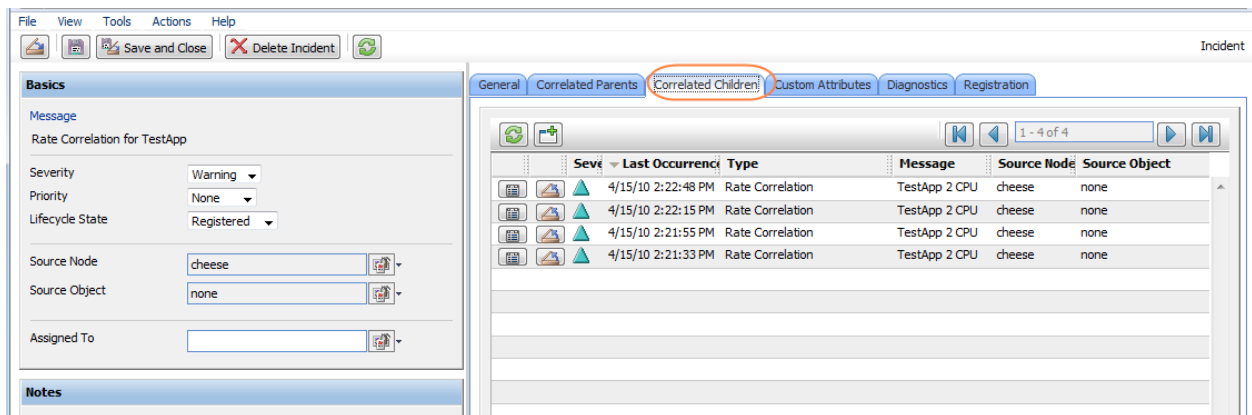 File View Tools Actions Help
Save and Close Delete Incident Incident
Basics
Message
Rate Correlation for TestApp
Severity Warning
Priority None
Lifecycle State Registered
Source Node cheese
Source Object none
Assigned To
Notes
General Correlated Parents Correlated Children Custom Attributes Diagnostics Registration
1 - 4 of 4
Seve Last Occurrence Type Message Source Node Source Object
4/15/10 2:22:48 PM Rate Correlation TestApp 2 CPU cheese none
4/15/10 2:22:15 PM Rate Correlation TestApp 2 CPU cheese none
4/15/10 2:21:55 PM Rate Correlation TestApp 2 CPU cheese none
4/15/10 2:21:33 PM Rate Correlation TestApp 2 CPU cheese none